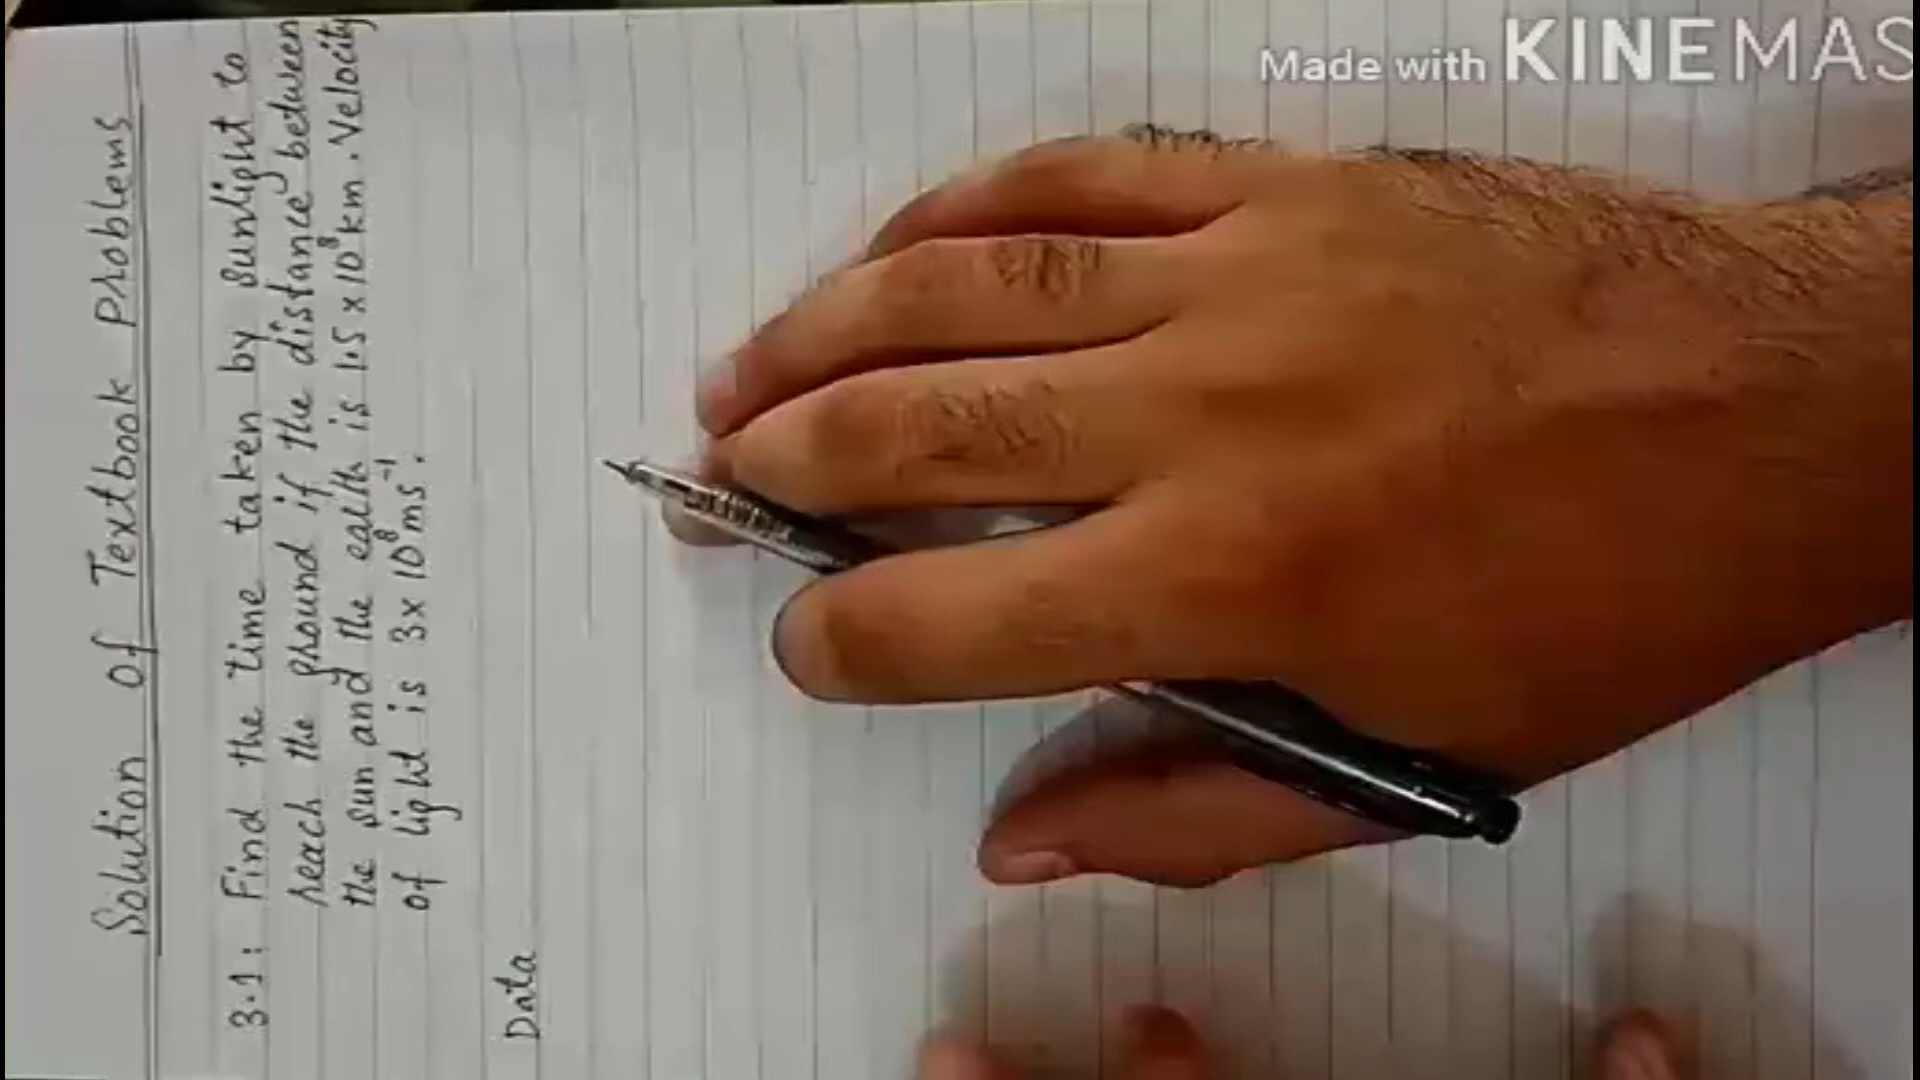 Made with KINEMAS
Solution of Textbook Problems
3.1: Find the time taken by sunlight to
reach the ground if the distance between
the sun and the earth is 1.5 x 10⁸ km. Velocity
of light is 3 x 10⁸ ms⁻¹.
Data